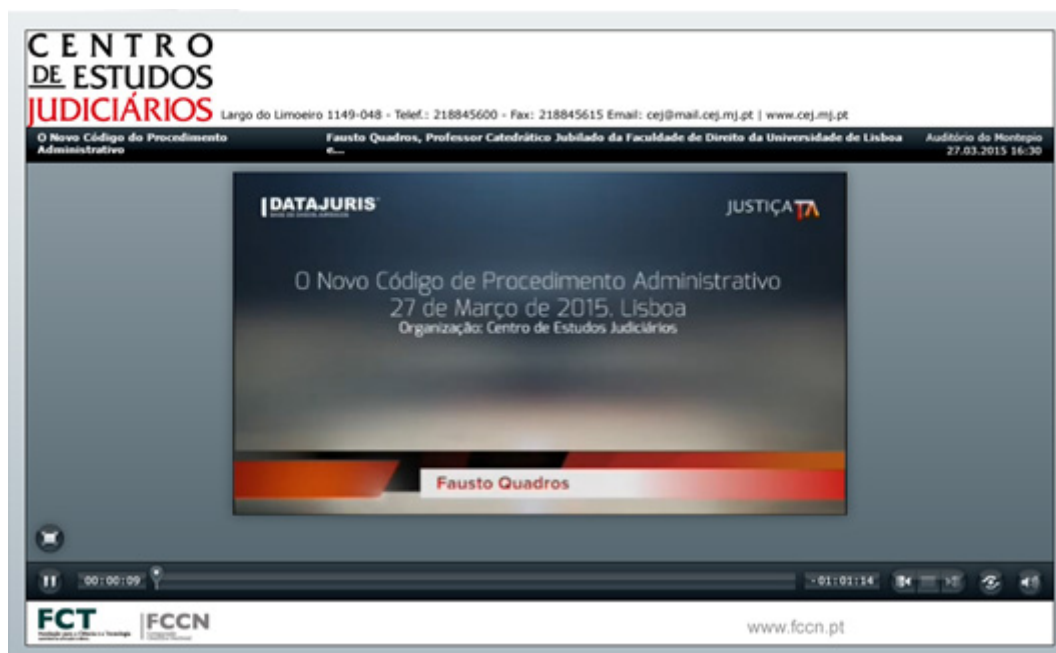 CENTRO
DE ESTUDOS
JUDICIÁRIOS
Largo do Limoeiro 1149-048 - Telef.: 218845600 - Fax: 218845615 Email: cej@mail.cej.mj.pt | www.cej.mj.pt
O Novo Código do Procedimento
Administrativo
Fausto Quadros, Professor Catedrático Jubilado da Faculdade de Direito da Universidade de Lisboa
e...
Auditório do Montepio
27.03.2015 16:30
DATAJURIS
JUSTIÇA
O Novo Código de Procedimento Administrativo
27 de Março de 2015. Lisboa
Organização: Centro de Estudos Judiciários
Fausto Quadros
00:00:09
-01:01:14
FCT
Fundação para a Ciência e a Tecnologia
FCCN
www.fccn.pt